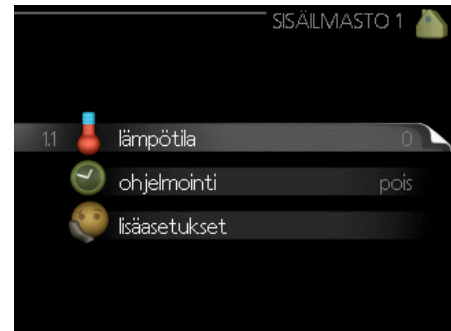 SISÄILMASTO 1
1.1 lämpötila 0
ohjelmointi pois
lisäasetukset